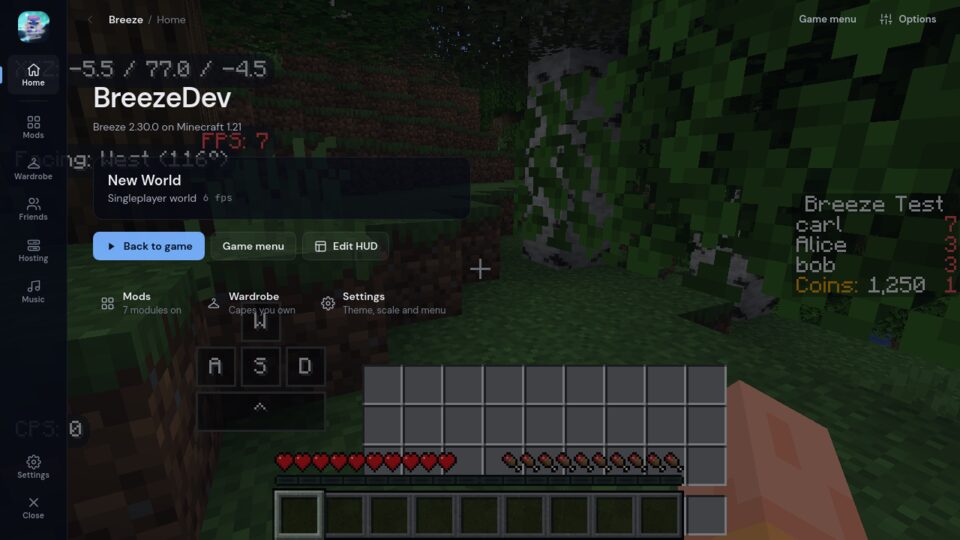 Breeze / Home
Game menu
Options
XYZ: -5.5 / 77.0 / -4.5
Home
BreezeDev
Breeze 2.30.0 on Minecraft 1.21
FPS: 7
Mods
Facing: West (116°)
Wardrobe
New World
Singleplayer world 6 fps
Friends
Breeze Test
carl 7
Alice 3
bob 3
Coins: 1,250 1
Hosting
Back to game
Game menu
Edit HUD
Music
Mods
7 modules on
Wardrobe
Capes you own
Settings
Theme, scale and menu
W
A S D
^
CPS: 0
Settings
Close